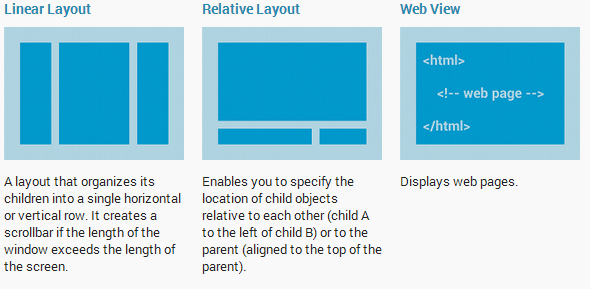 Linear Layout
A layout that organizes its
children into a single horizontal
or vertical row. It creates a
scrollbar if the length of the
window exceeds the length of
the screen.
Relative Layout
Enables you to specify the
location of child objects
relative to each other (child A
to the left of child B) or to the
parent (aligned to the top of the
parent).
Web View
<html>
<!-- web page -->
</html>
Displays web pages.